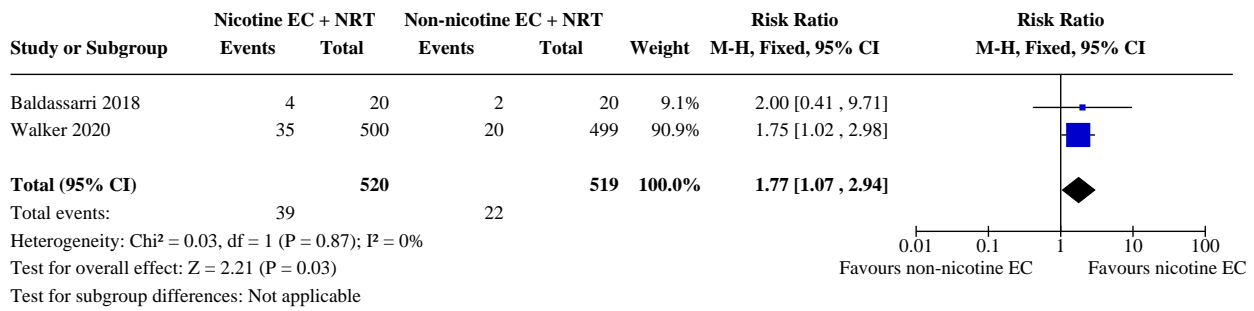 Nicotine EC + NRT Non-nicotine EC + NRT Risk Ratio Risk Ratio
Study or Subgroup Events Total Events Total Weight M-H, Fixed, 95% CI M-H, Fixed, 95% CI
Baldassarri 2018 4 20 2 20 9.1% 2.00 [0.41 , 9.71]
Walker 2020 35 500 20 499 90.9% 1.75 [1.02 , 2.98]
Total (95% CI) 520 519 100.0% 1.77 [1.07 , 2.94]
Total events: 39 22
Heterogeneity: Chi² = 0.03, df = 1 (P = 0.87); I² = 0%
Test for overall effect: Z = 2.21 (P = 0.03)
Test for subgroup differences: Not applicable
0.01 0.1 1 10 100
Favours non-nicotine EC Favours nicotine EC